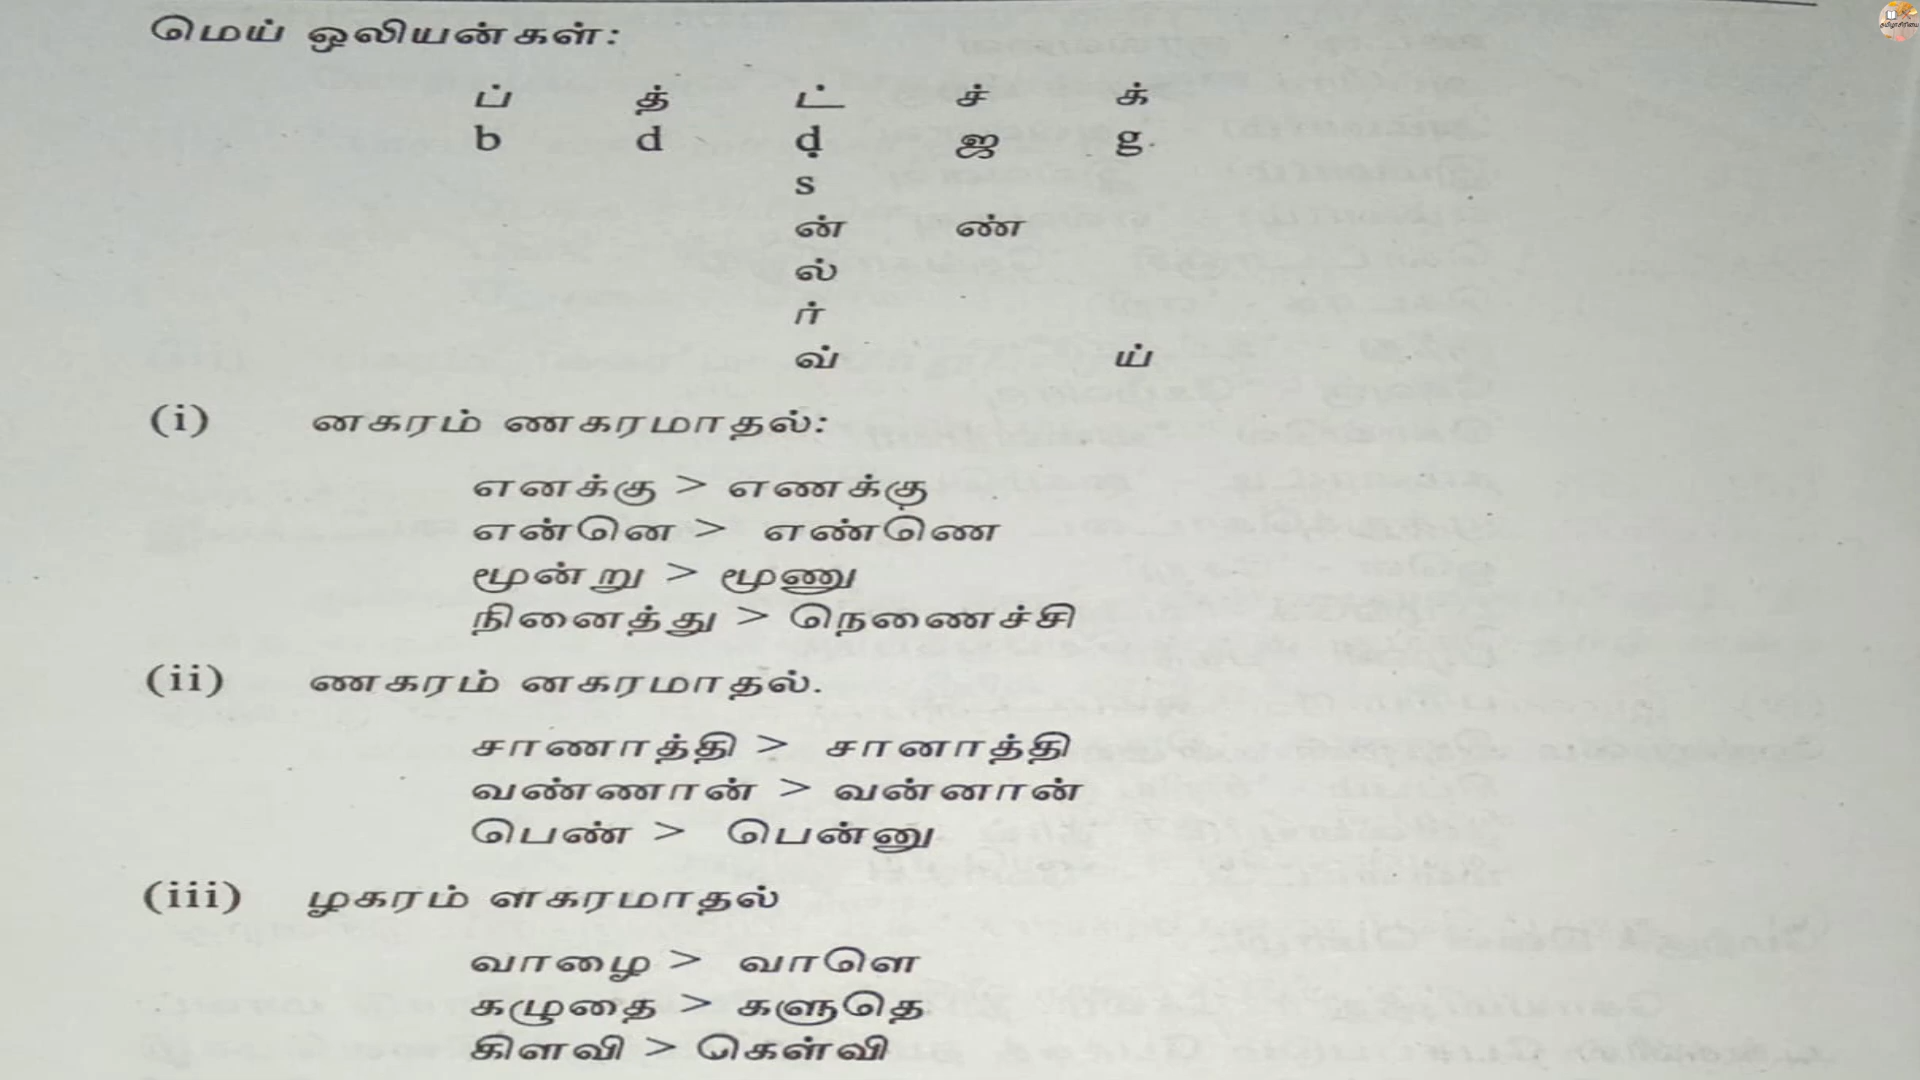 மெய் ஒலியன்கள்:
ப் த் ட் ச் க்
b d ḍ ஜ g
s
ன் ண்
ல்
ர்
வ் ய்
(i) னகரம் ணகரமாதல்:
எனக்கு > எணக்கு
என்னெ > எண்ணெ
மூன்று > மூணு
நினைத்து > நெணைச்சி
(ii) ணகரம் னகரமாதல்.
சாணாத்தி > சானாத்தி
வண்ணான் > வன்னான்
பெண் > பென்னு
(iii) ழகரம் ளகரமாதல்
வாழை > வாளெ
கழுதை > களுதெ
கிளவி > கெள்வி